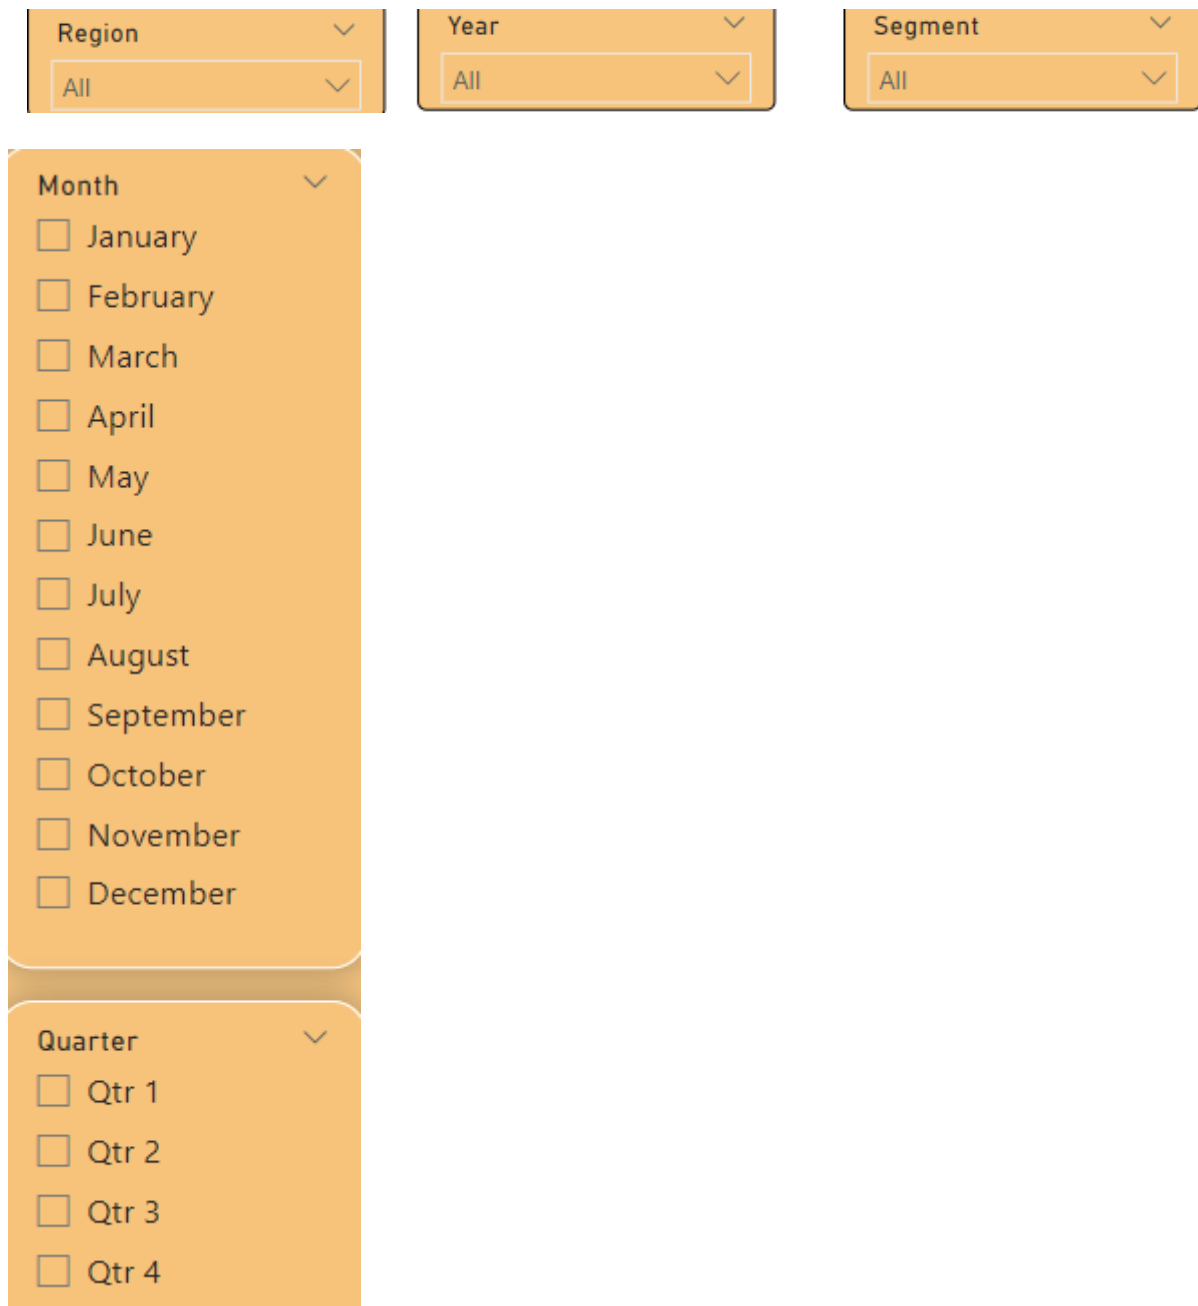 Region
All
Year
All
Segment
All
Month
January
February
March
April
May
June
July
August
September
October
November
December
Quarter
Qtr 1
Qtr 2
Qtr 3
Qtr 4